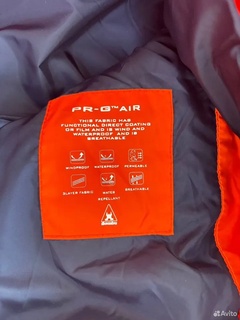 PR-G™AIR
THIS FABRIC HAS
FUNCTIONAL DIRECT COATING
OR FILM AND IS WIND AND
WATERPROOF AND IS
BREATHABLE
WINDPROOF WATERPROOF PERMEABLE
2LAYER FABRIC WATER REPELLENT BREATHABLE
Avito